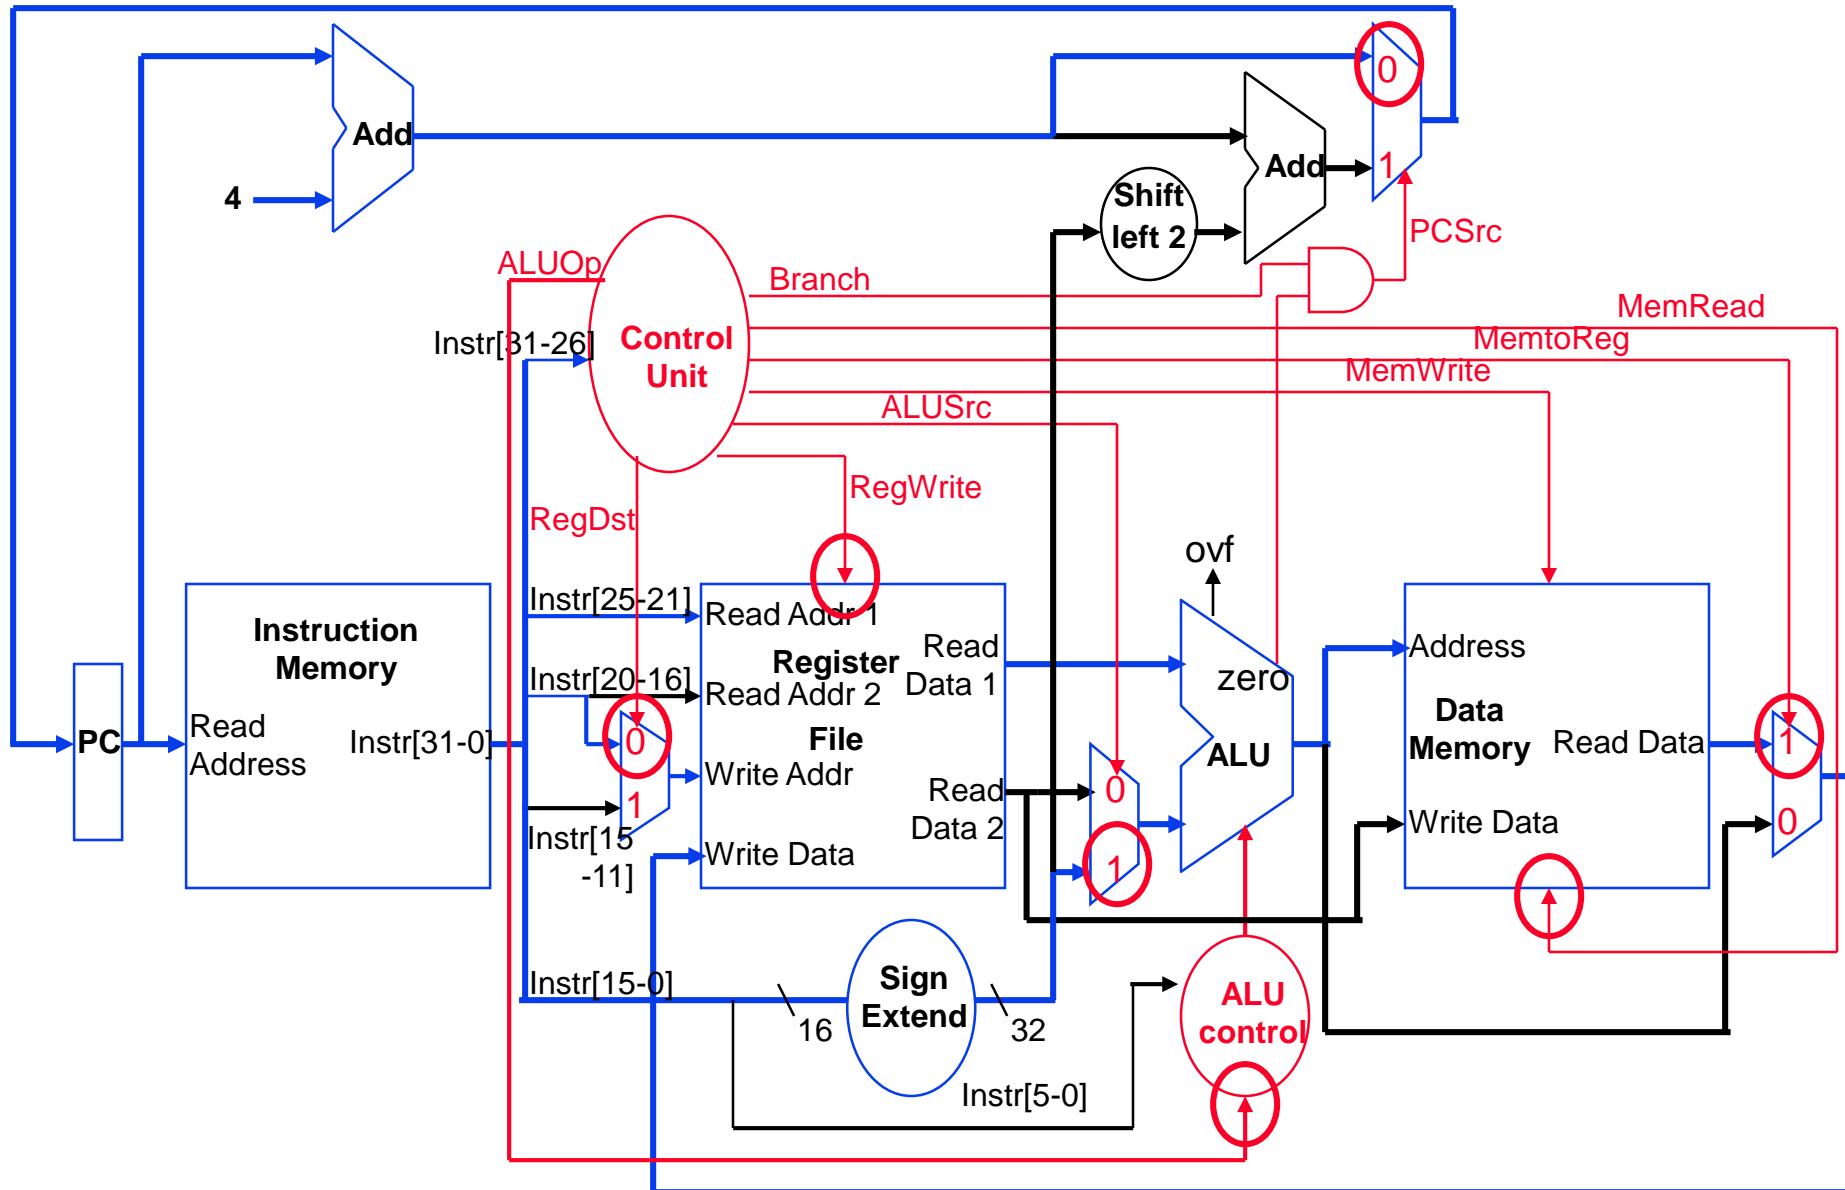 0
Add
Add
1
4
Shift
left 2
PCSrc
ALUOp
Branch
MemRead
Instr[31-26]
Control
Unit
MemtoReg
MemWrite
ALUSrc
RegWrite
RegDst
ovf
Instr[25-21]
Read Addr 1
Instruction
Memory
Register
Read
Data 1
Address
zero
Instr[20-16]
Read Addr 2
Data
Memory
PC
Read
Address
Instr[31-0]
0
File
Read Data
1
ALU
Write Addr
Read
Data 2
0
1
Write Data
0
Instr[15
-11]
Write Data
1
Instr[15-0]
Sign
Extend
16
32
ALU
control
Instr[5-0]